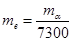 m_e = m_α / 7300